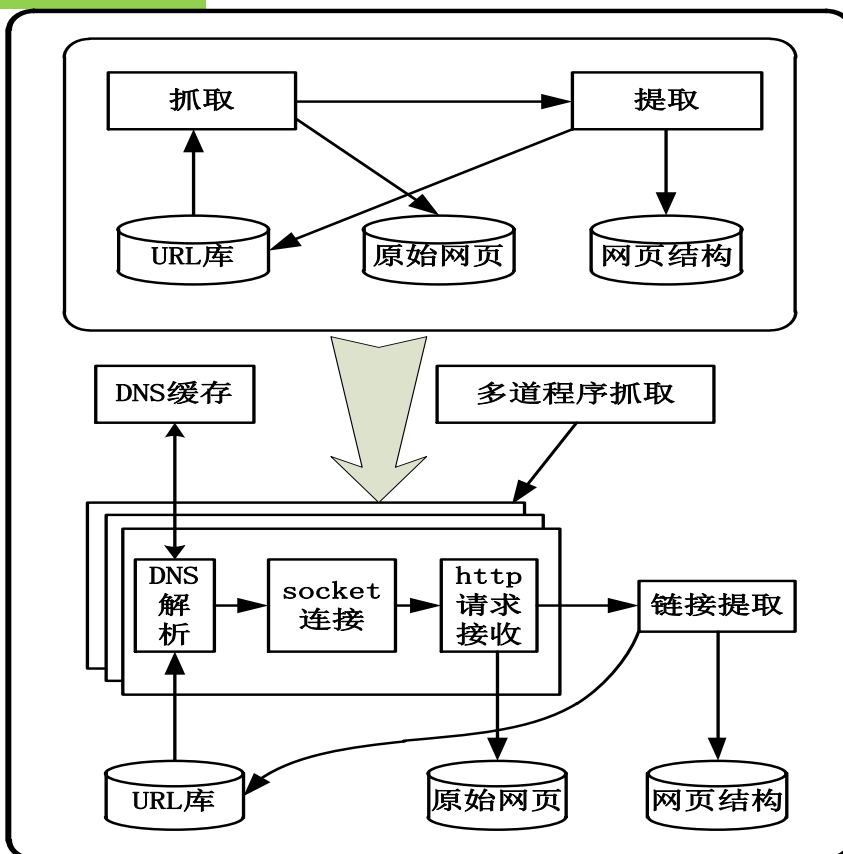 抓取
提取
URL库
原始网页
网页结构
DNS缓存
多道程序抓取
DNS
解
析
socket
连接
http
请求
接收
链接提取
URL库
原始网页
网页结构